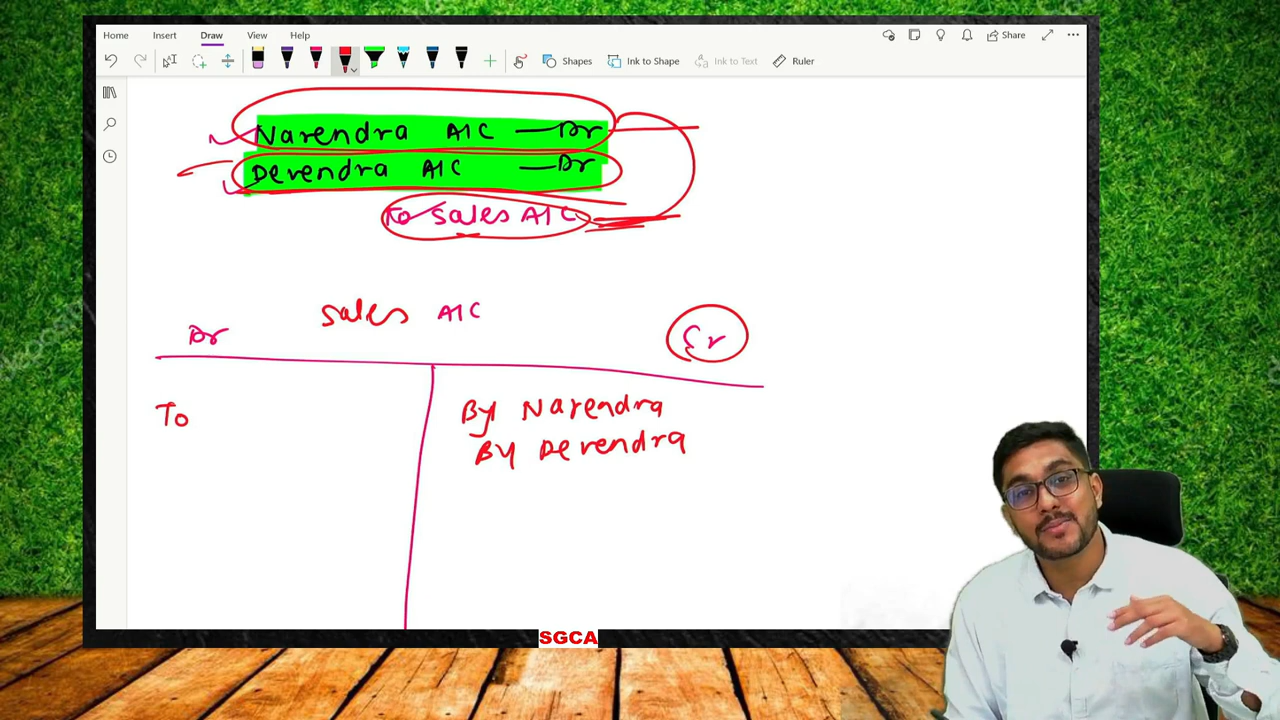 Home Insert Draw View Help
Share
Shapes Ink to Shape Ink to Text Ruler
Narendra A/C — Dr
Devendra A/C — Dr
To Sales A/C
Sales A/C
Dr Cr
To By Narendra
By Devendra
SGCA